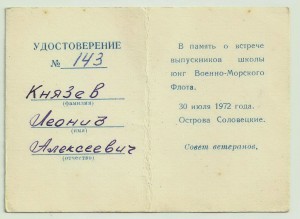 УДОСТОВЕРЕНИЕ
№ 143
Князев
(фамилия)
Леонид
(имя)
Алексеевич
(отчество)
В память о встрече
выпускников школы
юнг Военно-Морского
Флота.
30 июля 1972 года.
Острова Соловецкие.
Совет ветеранов.